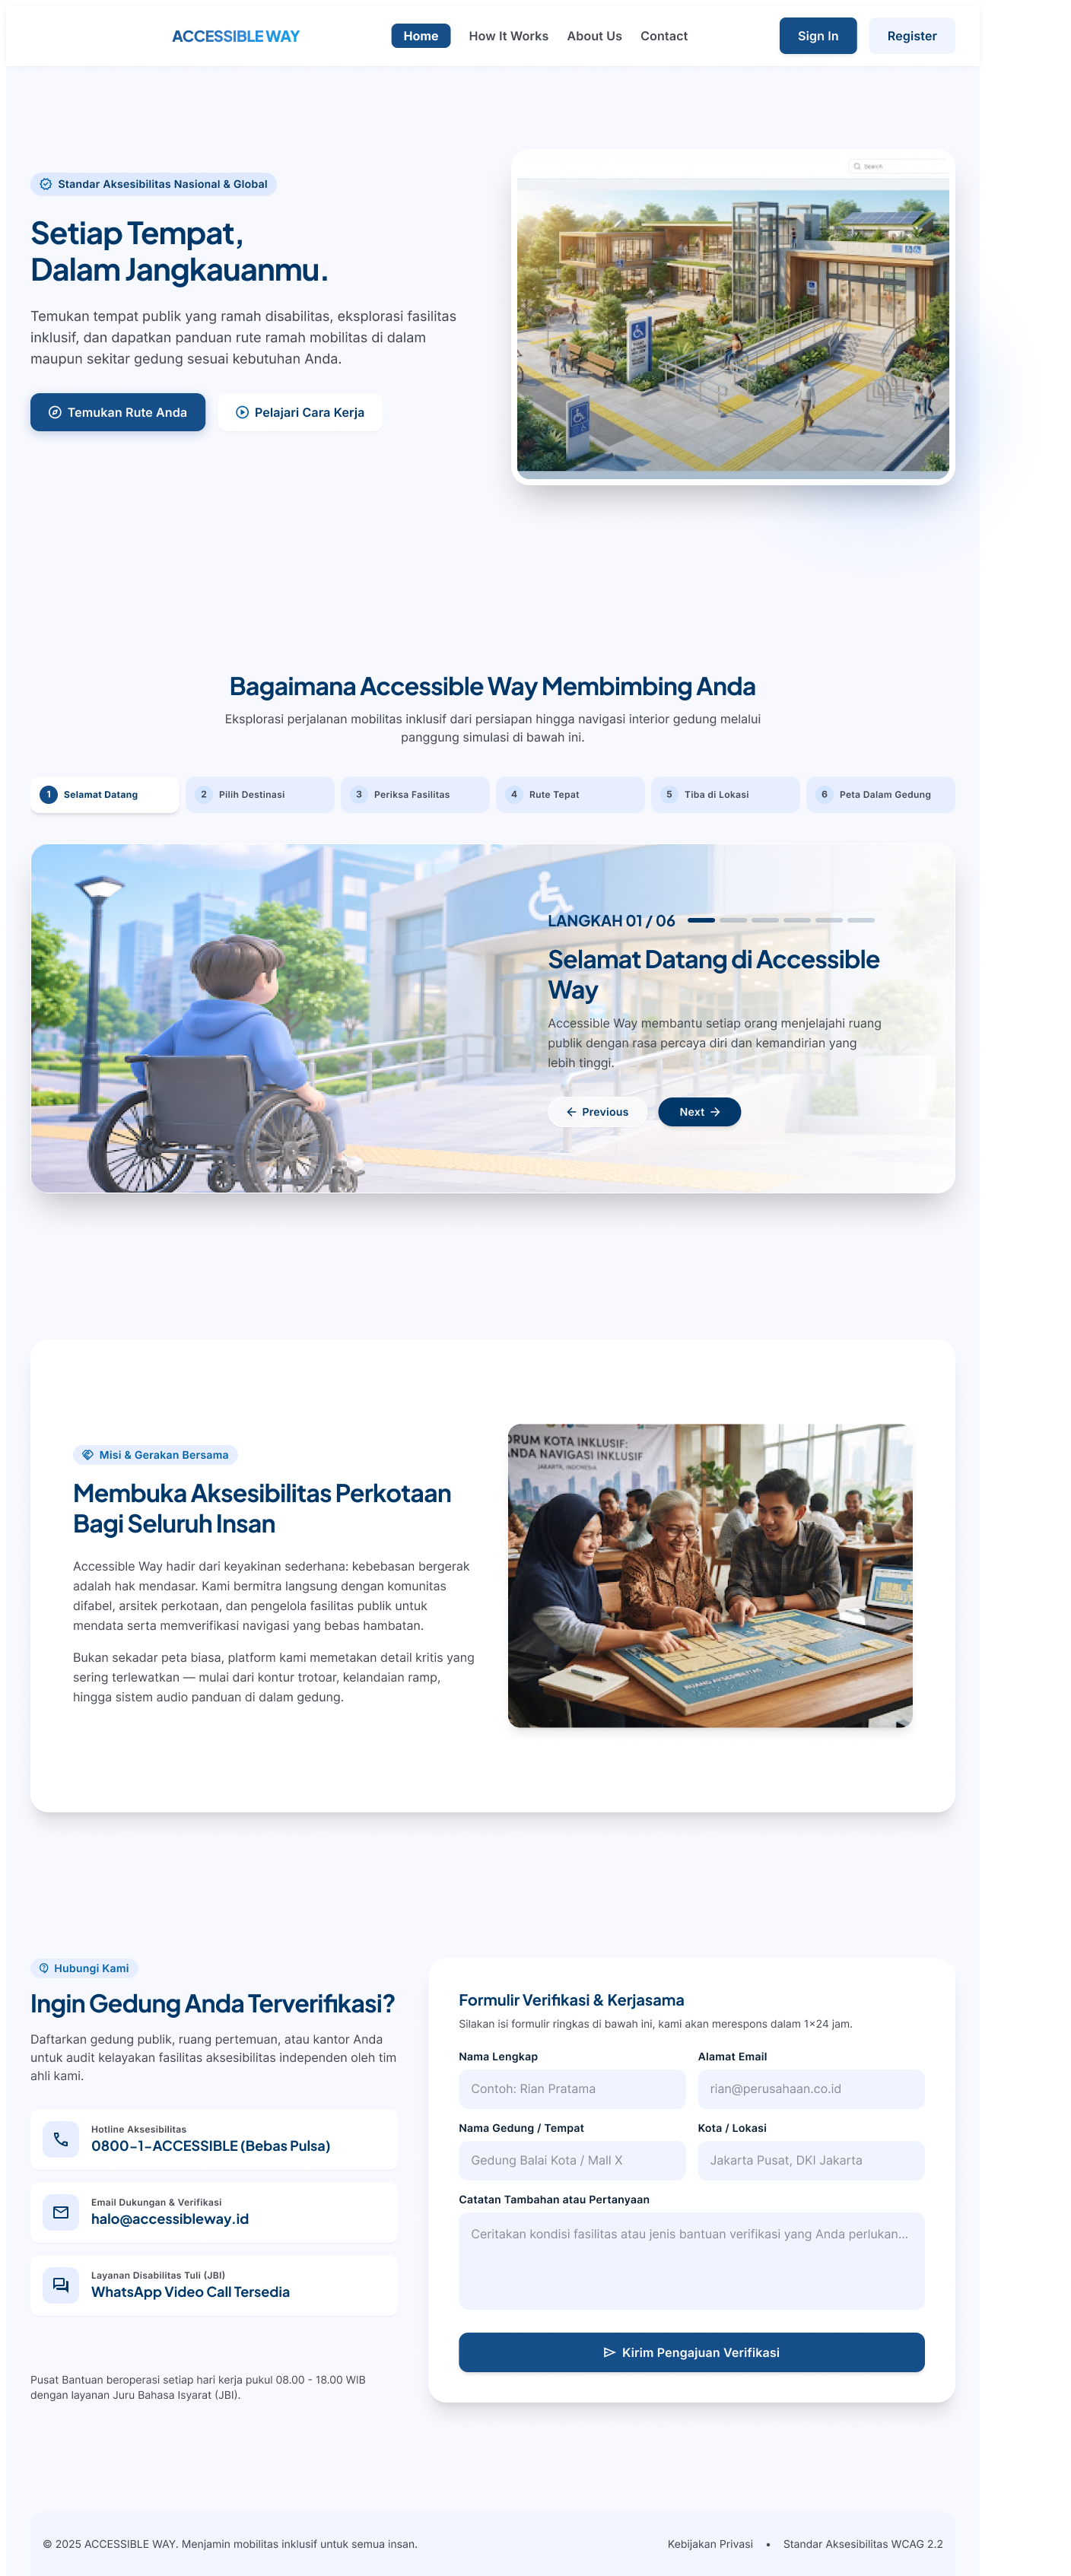 ACCESSIBLE WAY
Home
How It Works
About Us
Contact
Sign In
Register
Standar Aksesibilitas Nasional & Global
Setiap Tempat,
Dalam Jangkauanmu.
Temukan tempat publik yang ramah disabilitas, eksplorasi fasilitas
inklusif, dan dapatkan panduan rute ramah mobilitas di dalam
maupun sekitar gedung sesuai kebutuhan Anda.
Temukan Rute Anda
Pelajari Cara Kerja
Search
Bagaimana Accessible Way Membimbing Anda
Eksplorasi perjalanan mobilitas inklusif dari persiapan hingga navigasi interior gedung melalui
panggung simulasi di bawah ini.
1 Selamat Datang
2 Pilih Destinasi
3 Periksa Fasilitas
4 Rute Tepat
5 Tiba di Lokasi
6 Peta Dalam Gedung
LANGKAH 01 / 06
Selamat Datang di Accessible
Way
Accessible Way membantu setiap orang menjelajahi ruang
publik dengan rasa percaya diri dan kemandirian yang
lebih tinggi.
Previous
Next
Misi & Gerakan Bersama
Membuka Aksesibilitas Perkotaan
Bagi Seluruh Insan
Accessible Way hadir dari keyakinan sederhana: kebebasan bergerak
adalah hak mendasar. Kami bermitra langsung dengan komunitas
difabel, arsitek perkotaan, dan pengelola fasilitas publik untuk
mendata serta memverifikasi navigasi yang bebas hambatan.
Bukan sekadar peta biasa, platform kami memetakan detail kritis yang
sering terlewatkan — mulai dari kontur trotoar, kelandaian ramp,
hingga sistem audio panduan di dalam gedung.
ORUM KOTA INKLUSIF:
ANDA NAVIGASI INKLUSIF
JAKARTA, INDONESIA
Hubungi Kami
Ingin Gedung Anda Terverifikasi?
Daftarkan gedung publik, ruang pertemuan, atau kantor Anda
untuk audit kelayakan fasilitas aksesibilitas independen oleh tim
ahli kami.
Hotline Aksesibilitas
0800-1-ACCESSIBLE (Bebas Pulsa)
Email Dukungan & Verifikasi
halo@accessibleway.id
Layanan Disabilitas Tuli (JBI)
WhatsApp Video Call Tersedia
Pusat Bantuan beroperasi setiap hari kerja pukul 08.00 - 18.00 WIB
dengan layanan Juru Bahasa Isyarat (JBI).
Formulir Verifikasi & Kerjasama
Silakan isi formulir ringkas di bawah ini, kami akan merespons dalam 1×24 jam.
Nama Lengkap
Contoh: Rian Pratama
Alamat Email
rian@perusahaan.co.id
Nama Gedung / Tempat
Gedung Balai Kota / Mall X
Kota / Lokasi
Jakarta Pusat, DKI Jakarta
Catatan Tambahan atau Pertanyaan
Ceritakan kondisi fasilitas atau jenis bantuan verifikasi yang Anda perlukan...
Kirim Pengajuan Verifikasi
© 2025 ACCESSIBLE WAY. Menjamin mobilitas inklusif untuk semua insan.
Kebijakan Privasi • Standar Aksesibilitas WCAG 2.2